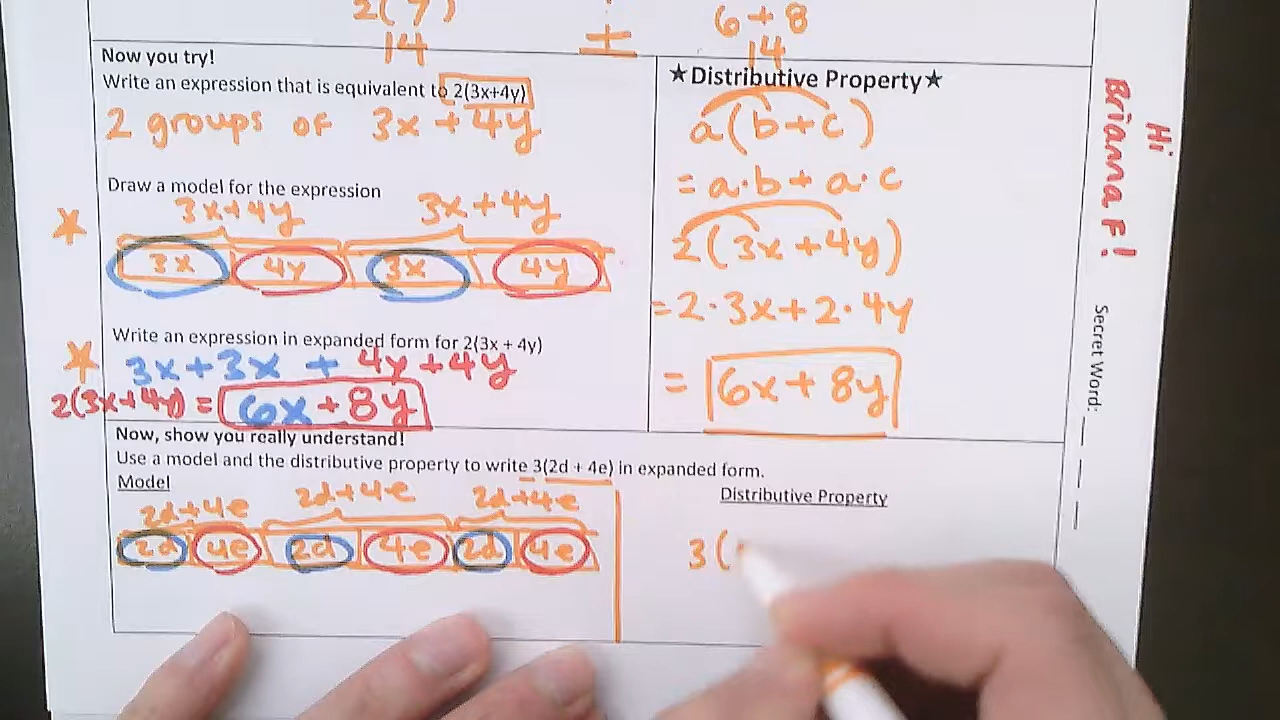 2(7)
14
6+8
14
Now you try!
Write an expression that is equivalent to 2(3x+4y)
2 groups of 3x+4y
Draw a model for the expression
3x+4y 3x+4y
3x 4y 3x 4y
Write an expression in expanded form for 2(3x + 4y)
3x+3x + 4y+4y
2(3x+4y) = 6x+8y
★Distributive Property★
a(b+c)
= a·b + a·c
2(3x+4y)
=2·3x+2·4y
= 6x+8y
Now, show you really understand!
Use a model and the distributive property to write 3(2d + 4e) in expanded form.
Model
2d+4e 2d+4e 2d+4e
2d 4e 2d 4e 2d 4e
Distributive Property
3(
Hi
Brianna F!
Secret Word: _ _ _ _